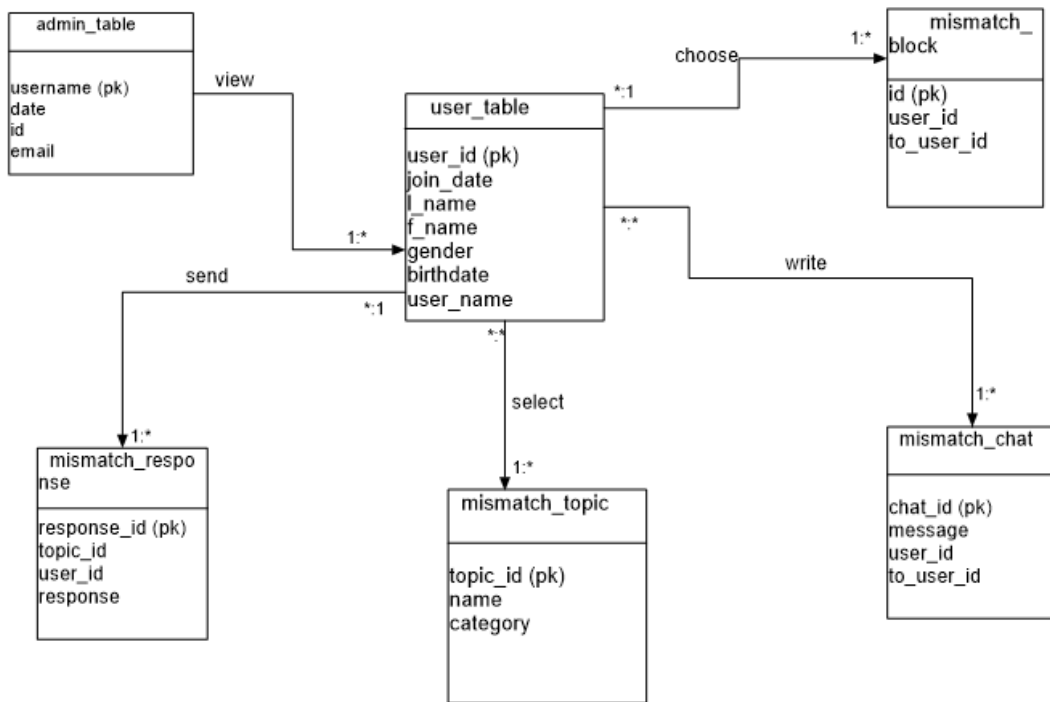 admin_table
username (pk)
date
id
email
view
1:*
user_table
user_id (pk)
join_date
l_name
f_name
gender
birthdate
user_name
choose
*:1
1:*
mismatch_
block
id (pk)
user_id
to_user_id
*:*
write
1:*
mismatch_chat
chat_id (pk)
message
user_id
to_user_id
send
*:1
1:*
mismatch_respo
nse
response_id (pk)
topic_id
user_id
response
*:*
select
1:*
mismatch_topic
topic_id (pk)
name
category